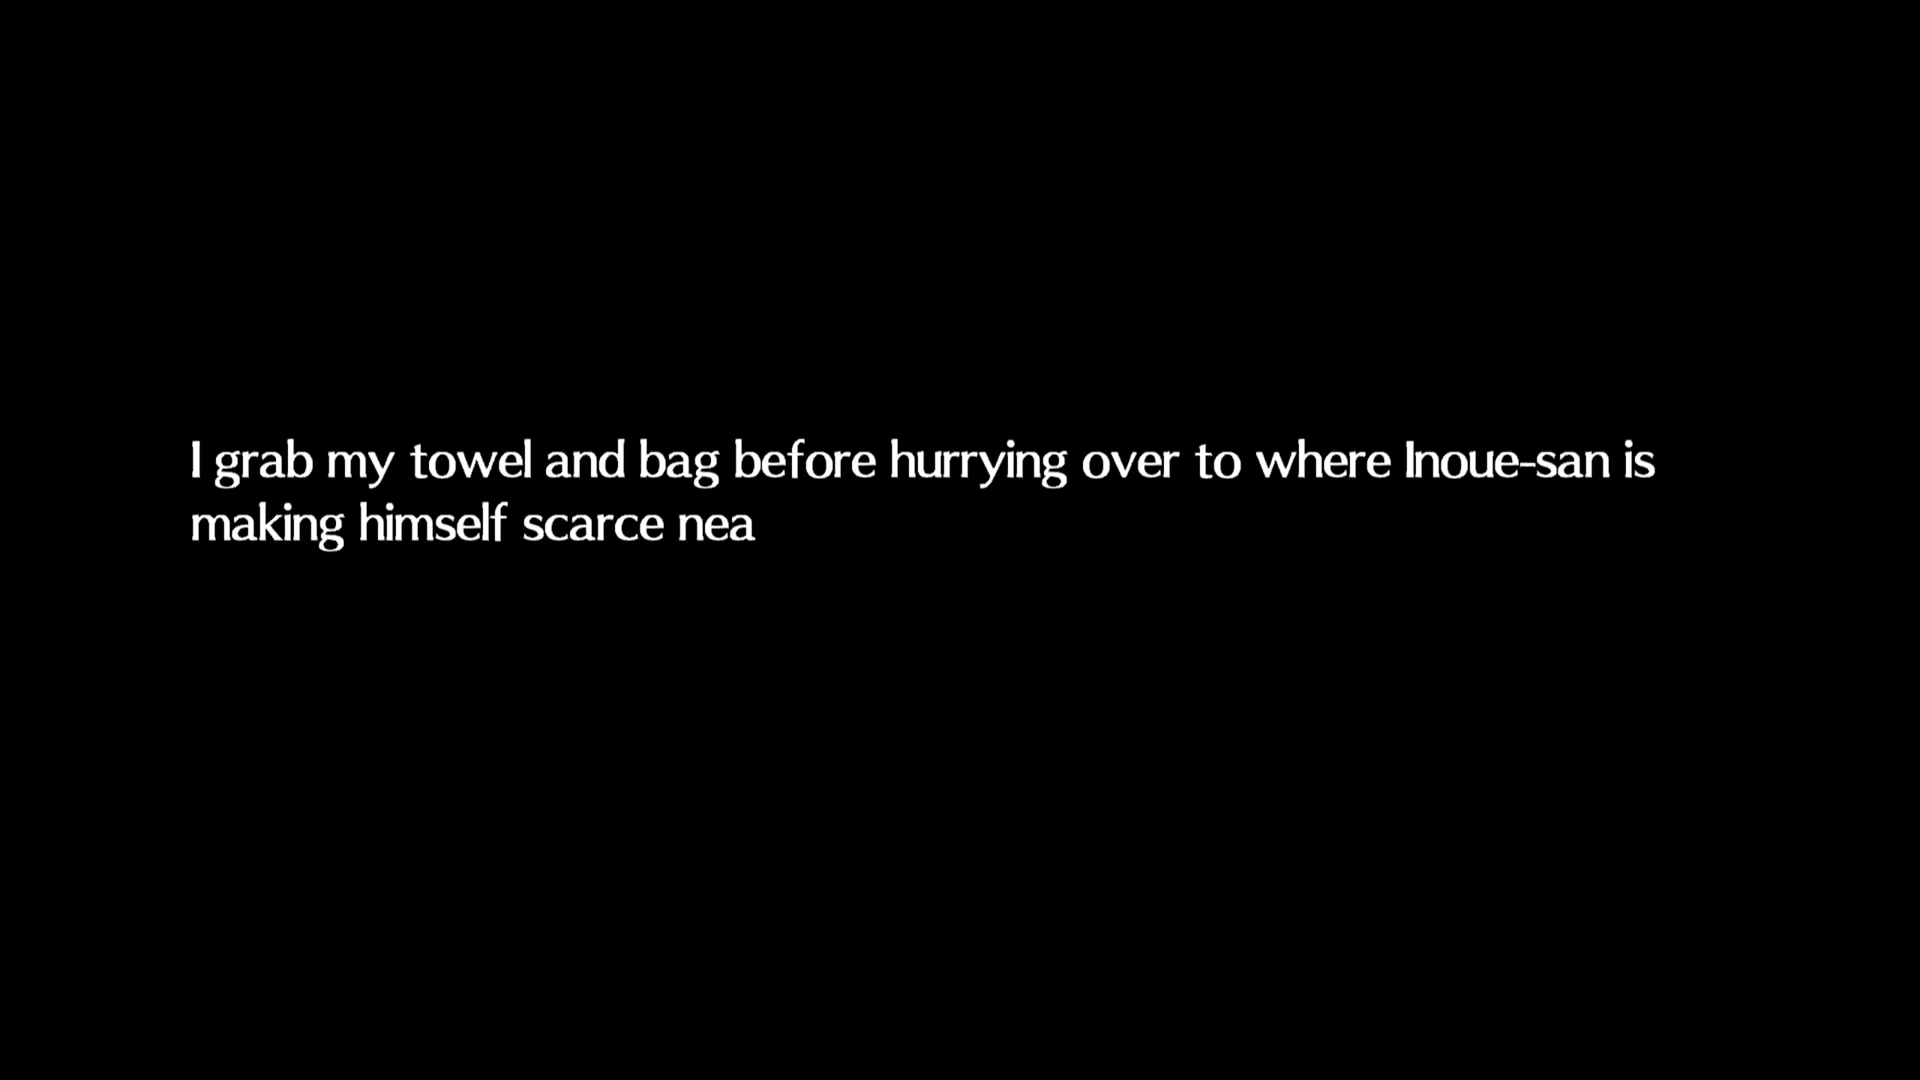 I grab my towel and bag before hurrying over to where Inoue-san is
making himself scarce nea